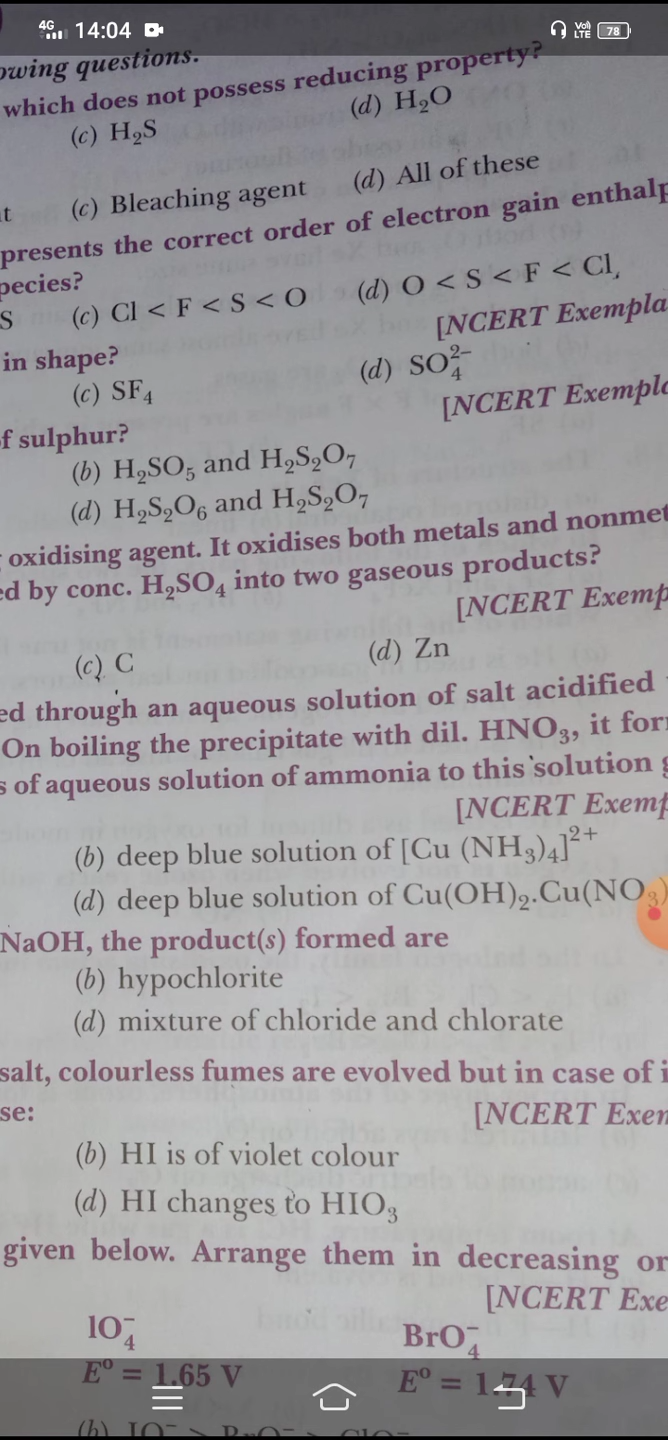 4G 14:04 Vol) LTE 78
owing questions.
which does not possess reducing property?
(c) H₂S (d) H₂O
t (c) Bleaching agent (d) All of these
presents the correct order of electron gain enthalp
pecies?
S (c) Cl < F < S < O (d) O < S < F < Cl
[NCERT Exempla
in shape?
(c) SF₄ (d) SO₄²⁻
[NCERT Exempla
f sulphur?
(b) H₂SO₅ and H₂S₂O₇
(d) H₂S₂O₆ and H₂S₂O₇
oxidising agent. It oxidises both metals and nonmet
ed by conc. H₂SO₄ into two gaseous products?
[NCERT Exemp
(c) C (d) Zn
ed through an aqueous solution of salt acidified
On boiling the precipitate with dil. HNO₃, it for
s of aqueous solution of ammonia to this solution g
[NCERT Exemp
(b) deep blue solution of [Cu (NH₃)₄]²⁺
(d) deep blue solution of Cu(OH)₂.Cu(NO₃)
NaOH, the product(s) formed are
(b) hypochlorite
(d) mixture of chloride and chlorate
salt, colourless fumes are evolved but in case of i
se: [NCERT Exem
(b) HI is of violet colour
(d) HI changes to HIO₃
given below. Arrange them in decreasing or
[NCERT Exe
IO₄⁻ BrO₄⁻
E° = 1.65 V E° = 1.74 V